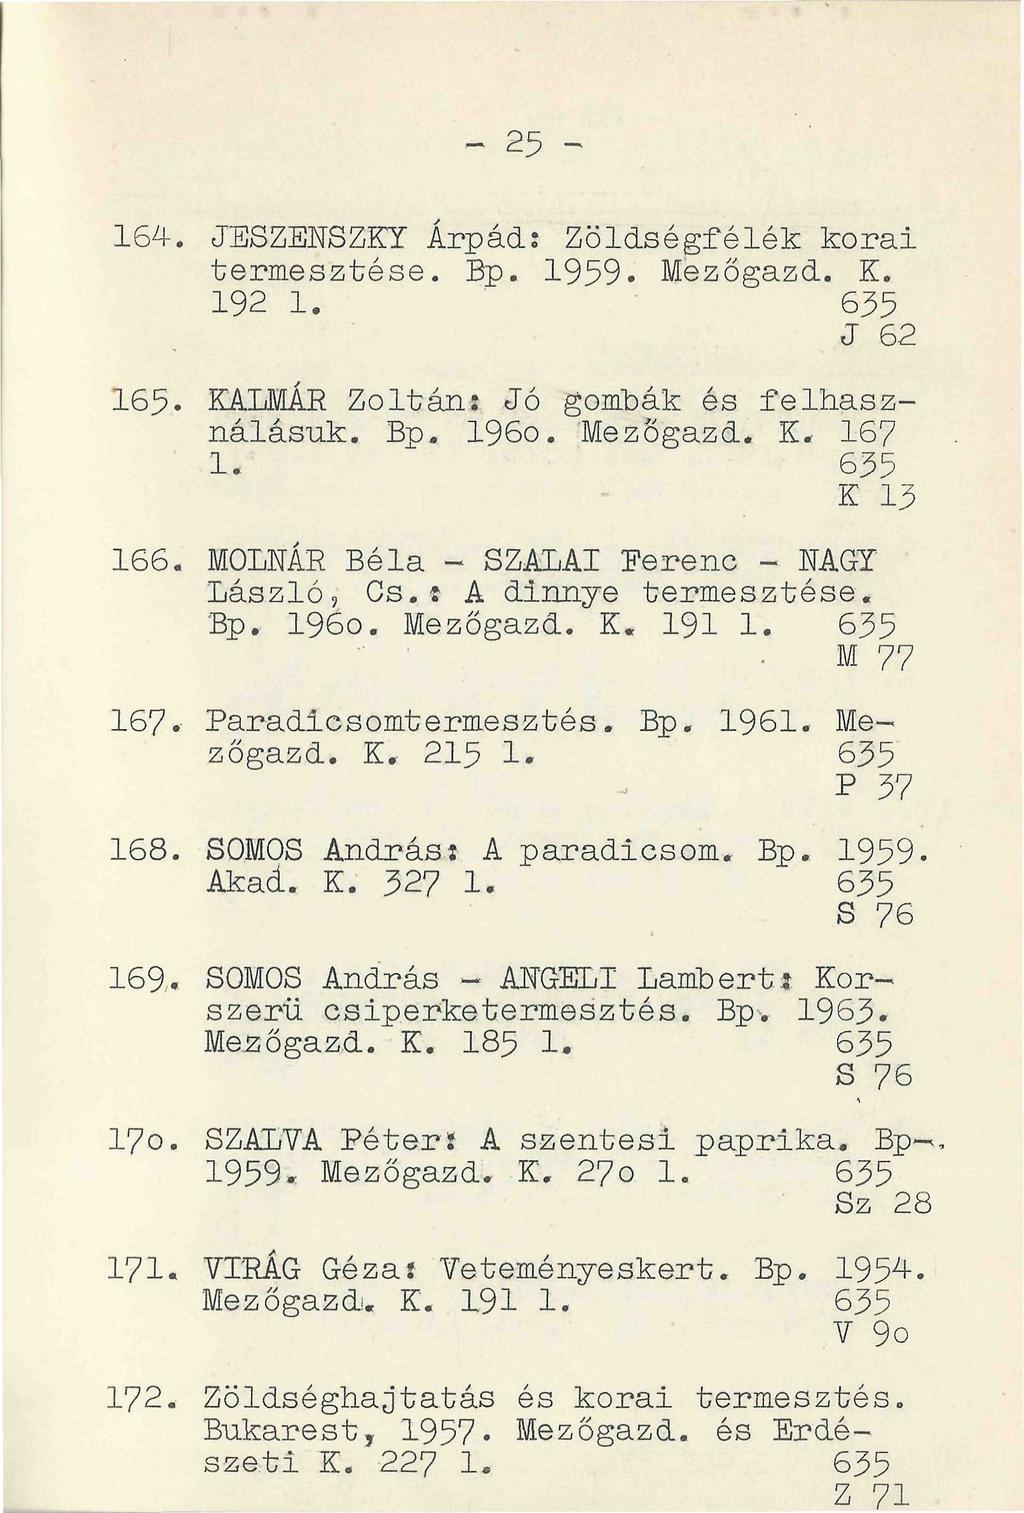 - 25 -
164. JESZENSZKY Árpád: Zöldségfélék korai
termesztése. Bp. 1959. Mezőgazd. K.
192 l. 635
J 62
165. KALMÁR Zoltán: Jó gombák és felhasz-
nálásuk. Bp. 196o. Mezőgazd. K. 167
l. 635
K 13
166. MOLNÁR Béla - SZALAI Ferenc - NAGY
László, Cs.: A dinnye termesztése.
Bp. 196o. Mezőgazd. K. 191 l. 635
M 77
167. Paradicsomtermesztés. Bp. 1961. Me-
zőgazd. K. 215 l. 635
P 37
168. SOMOS András: A paradicsom. Bp. 1959.
Akad. K. 327 l. 635
S 76
169. SOMOS András - ANGELI Lambert: Kor-
szerü csiperketermesztés. Bp. 1963.
Mezőgazd. K. 185 l. 635
S 76
17o. SZALVA Péter: A szentesi paprika. Bp-.
1959. Mezőgazd. K. 27o l. 635
Sz 28
171. VIRÁG Géza: Veteményeskert. Bp. 1954.
Mezőgazd. K. 191 l. 635
V 9o
172. Zöldséghajtatás és korai termesztés.
Bukarest, 1957. Mezőgazd. és Erdé-
szeti K. 227 l. 635
Z 71